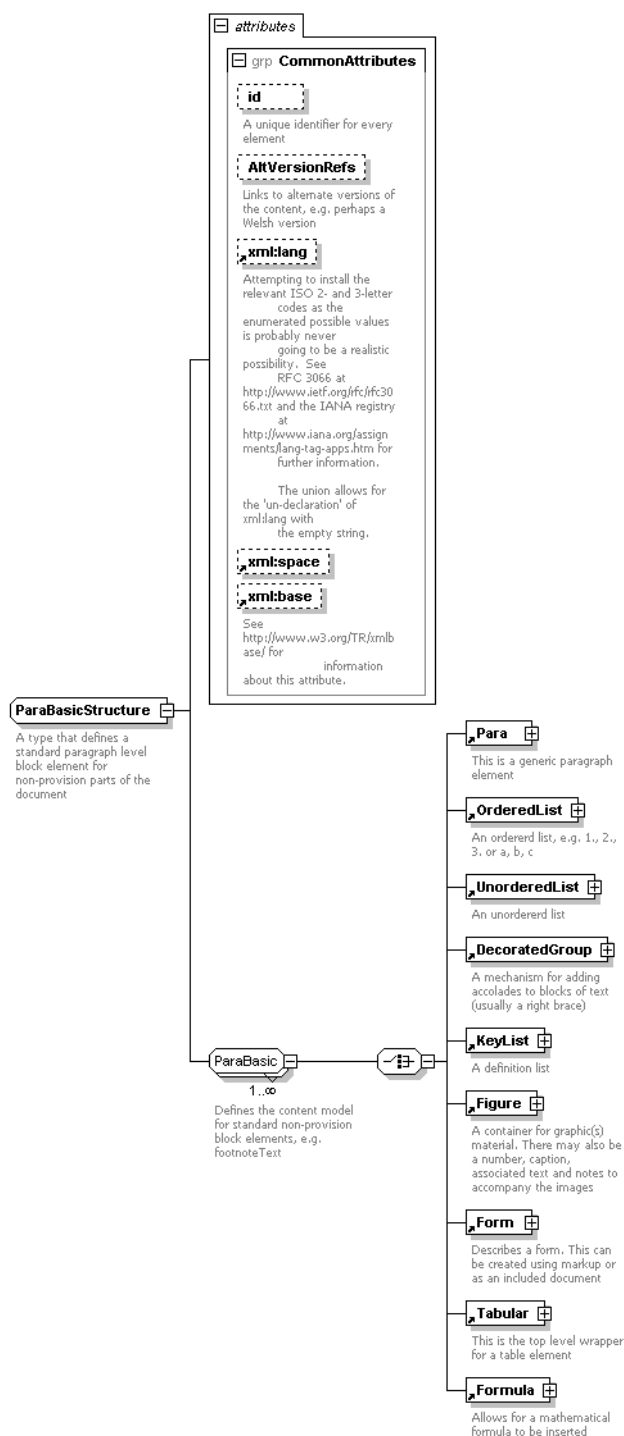 attributes
grp CommonAttributes
id
A unique identifier for every
element
AltVersionRefs
Links to alternate versions of
the content, e.g. perhaps a
Welsh version
xml:lang
Attempting to install the
relevant ISO 2- and 3-letter
codes as the
enumerated possible values
is probably never
going to be a realistic
possibility. See
RFC 3066 at
http://www.ietf.org/rfc/rfc30
66.txt and the IANA registry
at
http://www.iana.org/assign
ments/lang-tag-apps.htm for
further information.
The union allows for
the 'un-declaration' of
xml:lang with
the empty string.
xml:space
xml:base
See
http://www.w3.org/TR/xmlb
ase/ for
information
about this attribute.
ParaBasicStructure
A type that defines a
standard paragraph level
block element for
non-provision parts of the
document
ParaBasic
1..∞
Defines the content model
for standard non-provision
block elements, e.g.
footnoteText
Para
This is a generic paragraph
element
OrderedList
An ordererd list, e.g. 1., 2.,
3. or a, b, c
UnorderedList
An unordererd list
DecoratedGroup
A mechanism for adding
accolades to blocks of text
(usually a right brace)
KeyList
A definition list
Figure
A container for graphic(s)
material. There may also be
a number, caption,
associated text and notes to
accompany the images
Form
Describes a form. This can
be created using markup or
as an included document
Tabular
This is the top level wrapper
for a table element
Formula
Allows for a mathematical
formula to be inserted